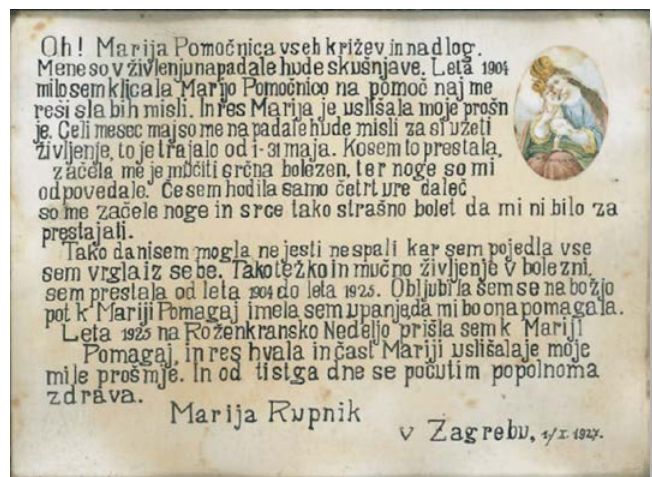 Oh! Marija Pomočnica vseh križev in nadlog.
Mene so v življenju napadale hude skušnjave. Leta 1904
milo sem klicala Marijo Pomočnico na pomoč naj me
reši slabih misli. In res Marija je uslišala moje prošn
je. Celi mesec maj so me napadale hude misli za si vzeti
življenje, to je trajalo od 1-31 maja. Ko sem to prestala,
začela me je mučiti srčna bolezen, ter noge so mi
odpovedale. Če sem hodila samo četrt ure daleč
so me začele noge in srce tako strašno bolet da mi ni bilo za
prestajati.
Tako da nisem mogla ne jesti ne spati kar sem pojedla vse
sem vrgla iz sebe. Tako težko in mučno življenje v bolezni,
sem prestala od leta 1904 do leta 1925. Obljubila sem se na božjo
pot k Mariji Pomagaj imela sem upanje da mi bo ona pomagala.
Leta 1925 na Roženkransko Nedeljo prišla sem k Mariji
Pomagaj, in res hvala in čast Mariji uslišala je moje
mile prošnje. In od tistga dne se počutim popolnoma
zdrava.
Marija Rupnik
v Zagrebu, 1/I. 1927.